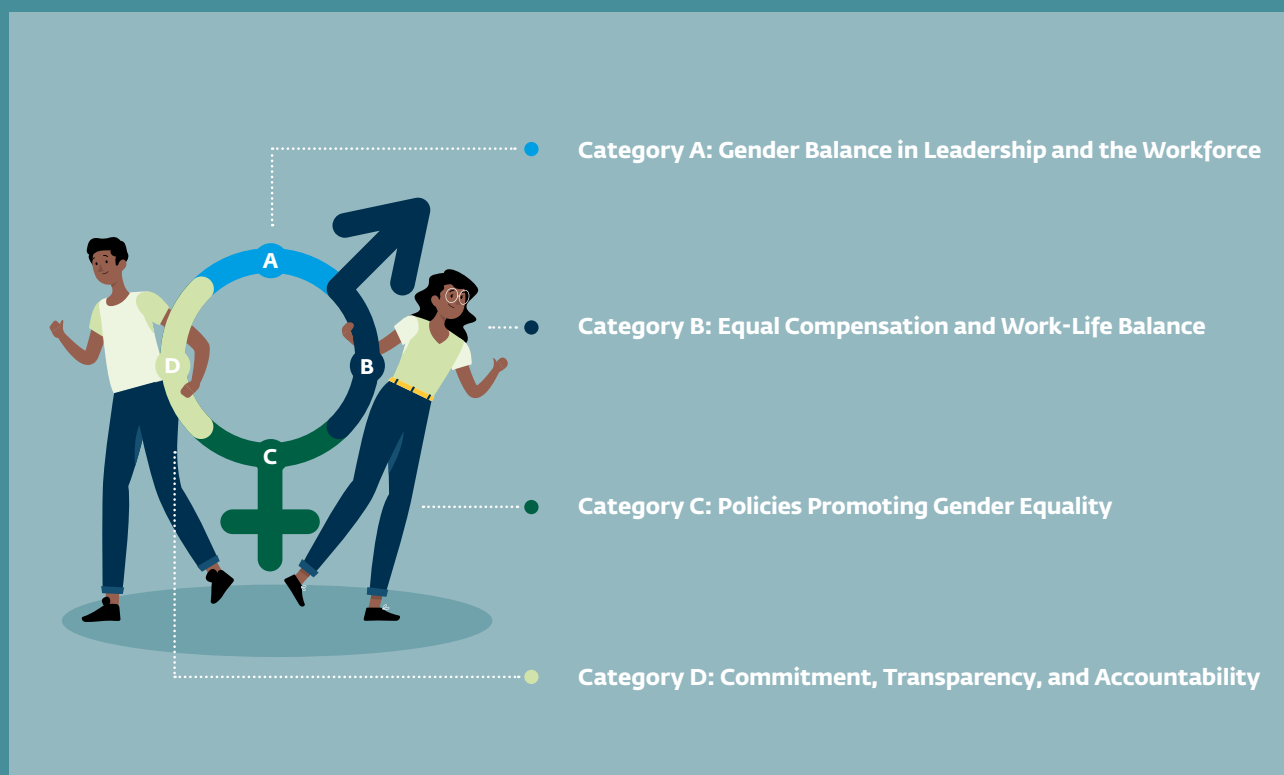 Category A: Gender Balance in Leadership and the Workforce
A
Category B: Equal Compensation and Work-Life Balance
D
B
C
Category C: Policies Promoting Gender Equality
Category D: Commitment, Transparency, and Accountability